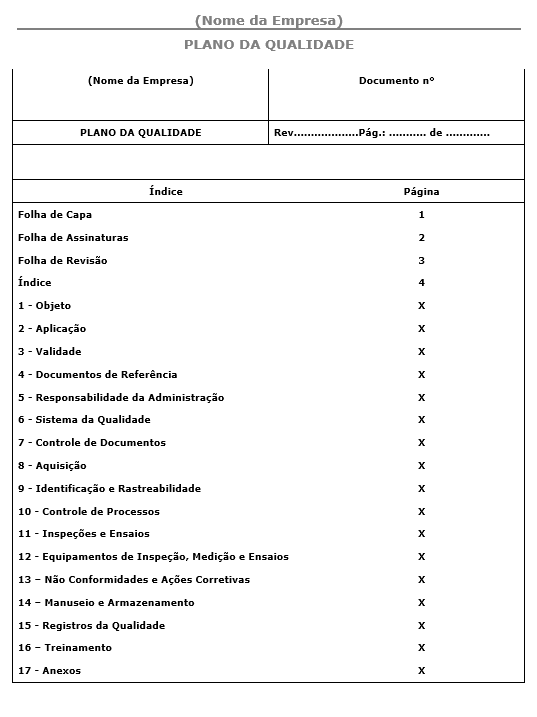 (Nome da Empresa)
PLANO DA QUALIDADE
(Nome da Empresa) Documento n°
PLANO DA QUALIDADE Rev...................Pág.: ........... de .............
Índice Página
Folha de Capa 1
Folha de Assinaturas 2
Folha de Revisão 3
Índice 4
1 - Objeto X
2 - Aplicação X
3 - Validade X
4 - Documentos de Referência X
5 - Responsabilidade da Administração X
6 - Sistema da Qualidade X
7 - Controle de Documentos X
8 - Aquisição X
9 - Identificação e Rastreabilidade X
10 - Controle de Processos X
11 - Inspeções e Ensaios X
12 - Equipamentos de Inspeção, Medição e Ensaios X
13 – Não Conformidades e Ações Corretivas X
14 – Manuseio e Armazenamento X
15 - Registros da Qualidade X
16 – Treinamento X
17 - Anexos X